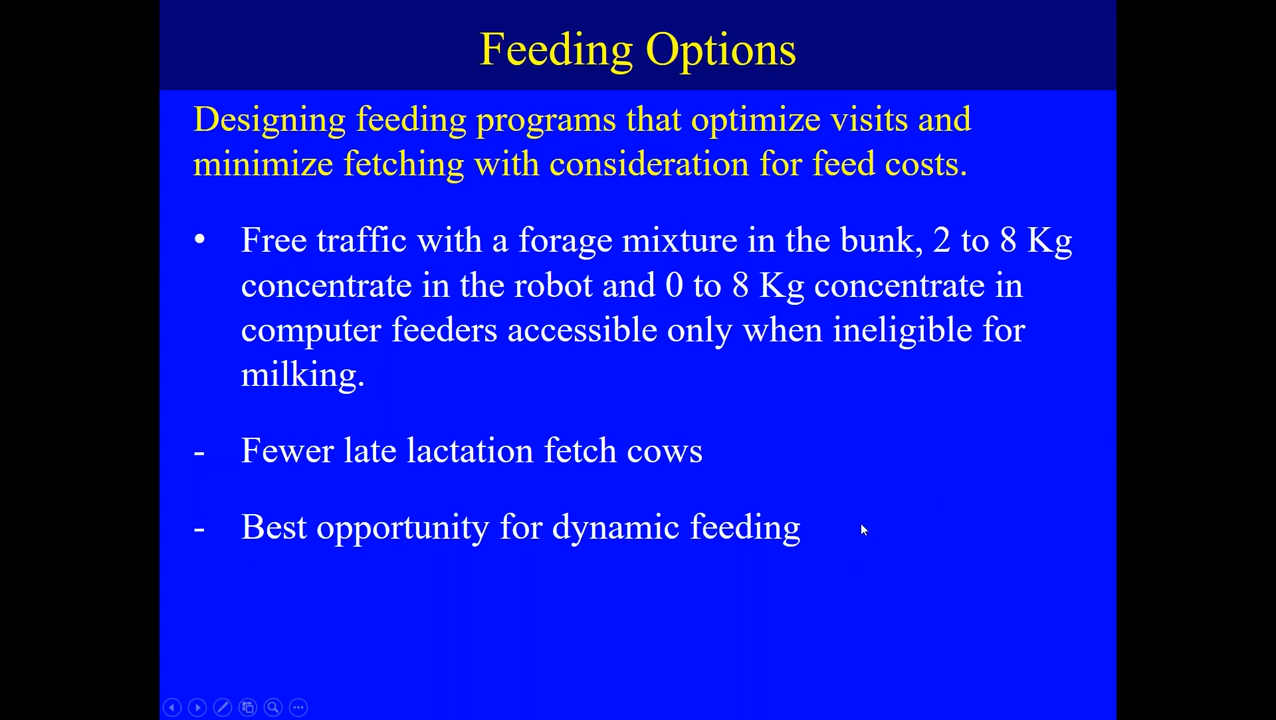 Feeding Options
Designing feeding programs that optimize visits and
minimize fetching with consideration for feed costs.
• Free traffic with a forage mixture in the bunk, 2 to 8 Kg
concentrate in the robot and 0 to 8 Kg concentrate in
computer feeders accessible only when ineligible for
milking.
- Fewer late lactation fetch cows
- Best opportunity for dynamic feeding